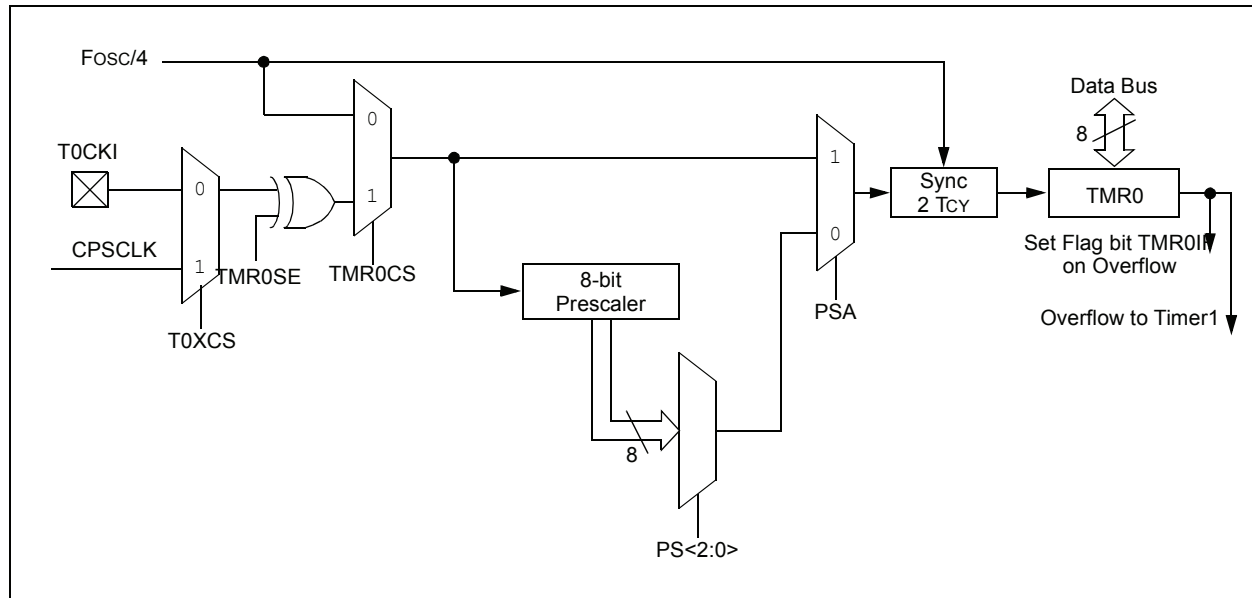 FOSC/4
Data Bus
8
T0CKI
0
1
0
1
1
0
Sync
2 TCY
TMR0
CPSCLK
TMR0SE
TMR0CS
T0XCS
8-bit
Prescaler
PSA
Set Flag bit TMR0IF
on Overflow
Overflow to Timer1
8
PS<2:0>